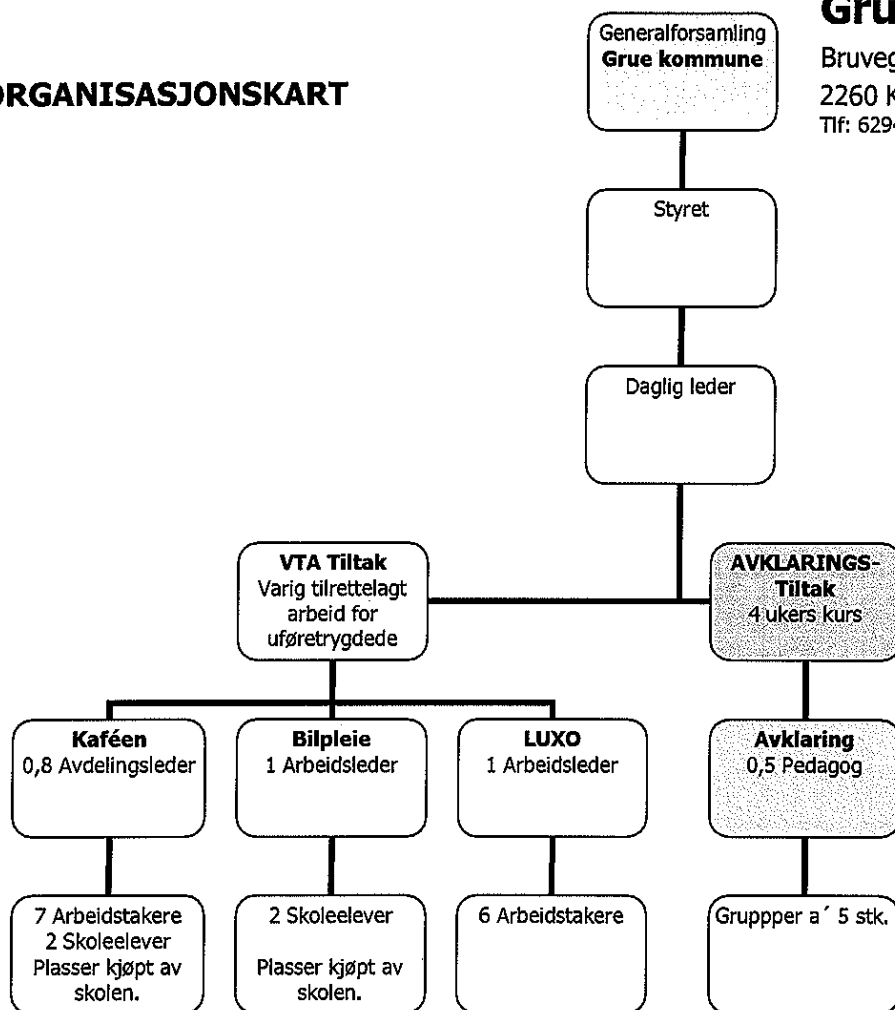 Generalforsamling
Grue kommune
Bruveg
2260 K
Tlf: 629
ORGANISASJONSKART
Styret
Daglig leder
VTA Tiltak
Varig tilrettelagt
arbeid for
uføretrygdede
AVKLARINGS-
Tiltak
4 ukers kurs
Kaféen
0,8 Avdelingsleder
Bilpleie
1 Arbeidsleder
LUXO
1 Arbeidsleder
Avklaring
0,5 Pedagog
7 Arbeidstakere
2 Skoleelever
Plasser kjøpt av
skolen.
2 Skoleelever
Plasser kjøpt av
skolen.
6 Arbeidstakere
Gruppper a´ 5 stk.